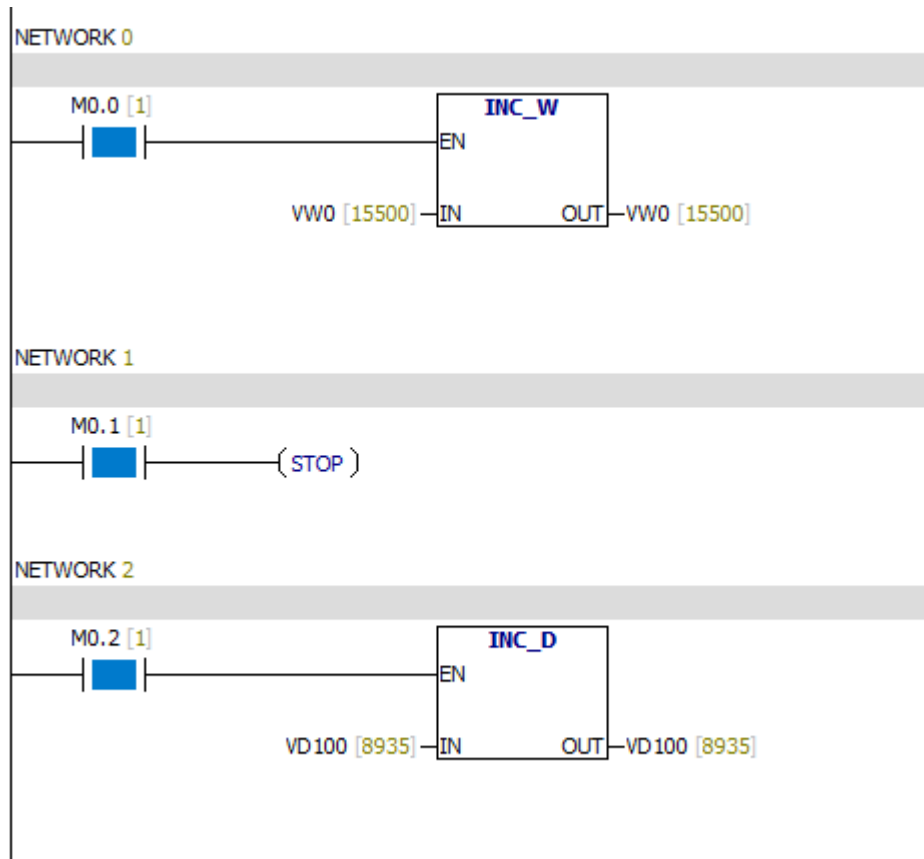 NETWORK 0
M0.0 [1]
INC_W
EN
VW0 [15500] IN OUT VW0 [15500]
NETWORK 1
M0.1 [1]
STOP
NETWORK 2
M0.2 [1]
INC_D
EN
VD100 [8935] IN OUT VD100 [8935]